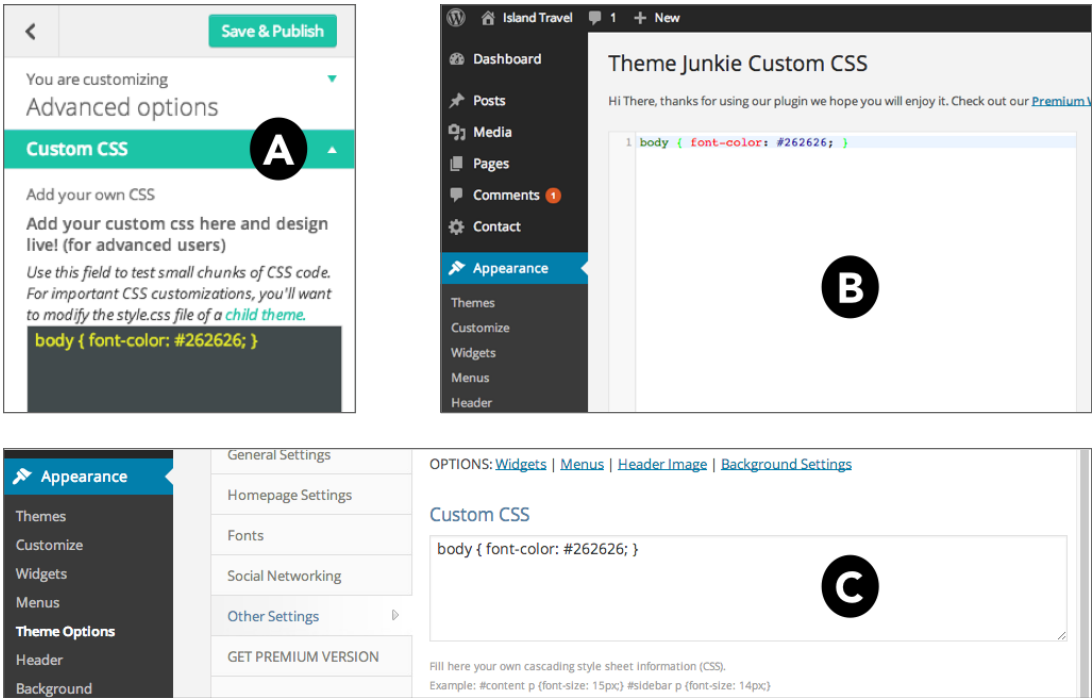 Save & Publish
You are customizing
Advanced options
Custom CSS
A
Add your own CSS
Add your custom css here and design
live! (for advanced users)
Use this field to test small chunks of CSS code.
For important CSS customizations, you'll want
to modify the style.css file of a child theme.
body { font-color: #262626; }
Island Travel 1 + New
Dashboard
Posts
Media
Pages
Comments 1
Contact
Appearance
Themes
Customize
Widgets
Menus
Header
Theme Junkie Custom CSS
Hi There, thanks for using our plugin we hope you will enjoy it. Check out our Premium
1 body { font-color: #262626; }
B
Appearance
Themes
Customize
Widgets
Menus
Theme Options
Header
Background
General Settings
Homepage Settings
Fonts
Social Networking
Other Settings
GET PREMIUM VERSION
OPTIONS: Widgets | Menus | Header Image | Background Settings
Custom CSS
body { font-color: #262626; }
C
Fill here your own cascading style sheet information (CSS).
Example: #content p {font-size: 15px;} #sidebar p {font-size: 14px;}